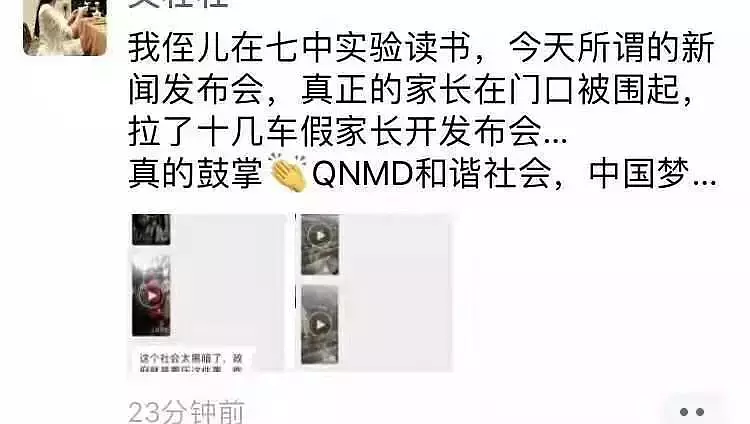 我侄儿在七中实验读书，今天所谓的新
闻发布会，真正的家长在门口被围起，
拉了十几车假家长开发布会...
真的鼓掌👏QNMD和谐社会，中国梦...
这个社会太黑暗了，政
23分钟前